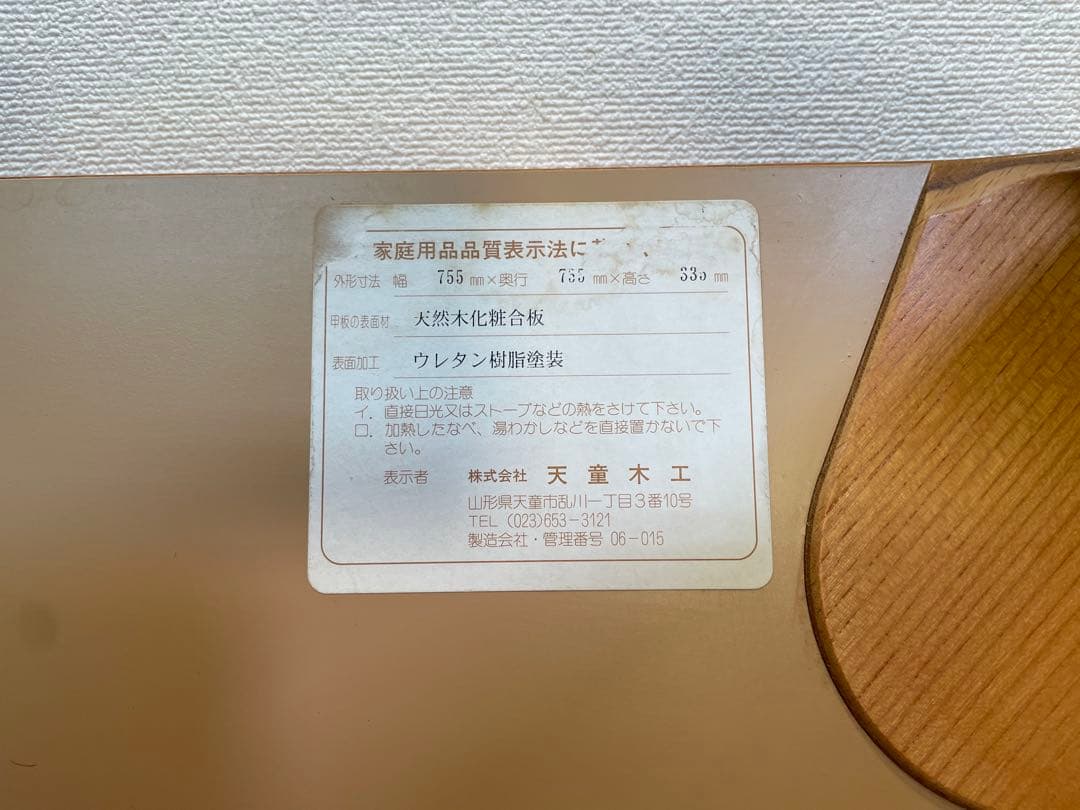 家庭用品品質表示法に
外形寸法 幅 755 mm×奥行 mm×高さ mm
甲板の表面材 天然木化粧合板
表面加工 ウレタン樹脂塗装
取り扱い上の注意
イ. 直接日光又はストーブなどの熱をさけて下さい。
ロ. 加熱したなべ、湯わかしなどを直接置かないで下
さい。
表示者 株式会社 天童木工
山形県天童市乱川一丁目3番10号
TEL (023)653-3121
製造会社・管理番号 06-015